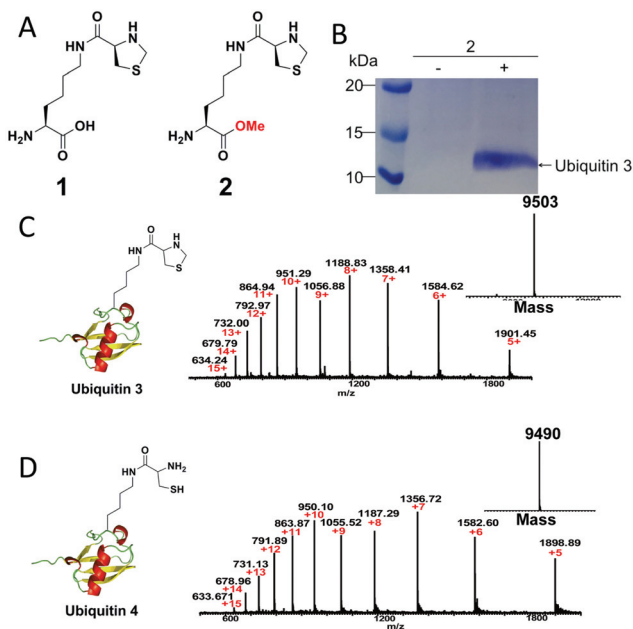 A
O
H
N
HN
S
H₂N
OH
O
1
O
H
N
HN
S
H₂N
OMe
O
2
B
2
kDa
- +
20
15
10
Ubiquitin 3
C
O
H
N
HN
S
Ubiquitin 3
9503
Mass
634.24
15+
679.79
14+
732.00
13+
792.97
12+
864.94
11+
951.29
10+
1056.88
9+
1188.83
8+
1358.41
7+
1584.62
6+
1901.45
5+
600 1200 1800
m/z
D
O
NH₂
HN
SH
Ubiquitin 4
9490
Mass
633.671
+15
678.96
+14
731.13
+13
791.89
+12
863.87
+11
950.10
+10
1055.52
+9
1187.29
+8
1356.72
+7
1582.60
+6
1898.89
+5
600 1200 1800
m/z